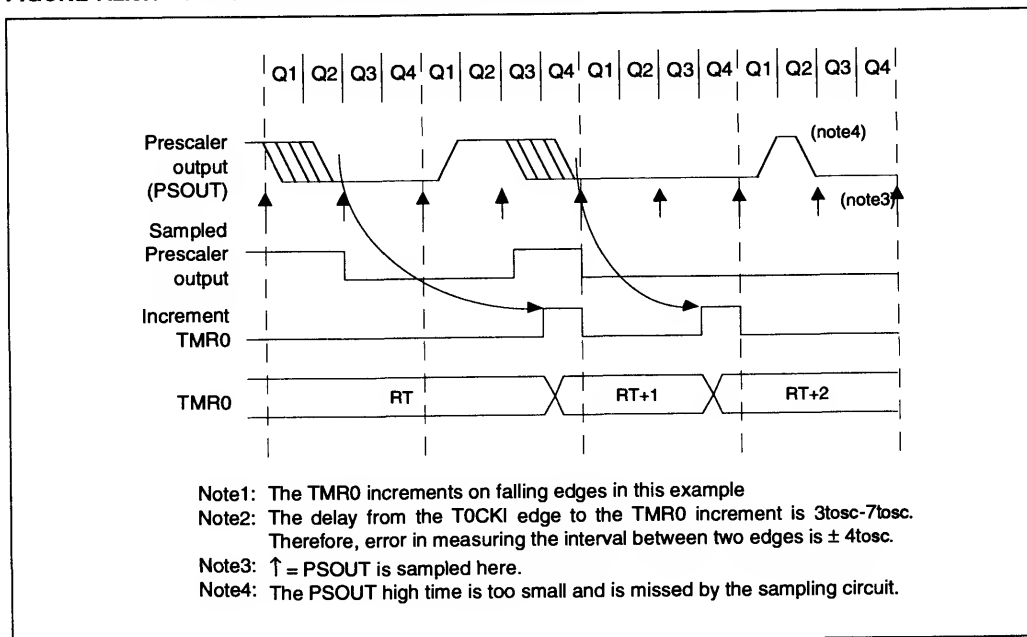 Q1 Q2 Q3 Q4 Q1 Q2 Q3 Q4 Q1 Q2 Q3 Q4 Q1 Q2 Q3 Q4
Prescaler
output
(PSOUT)
(note4)
(note3)
Sampled
Prescaler
output
Increment
TMR0
TMR0
RT
RT+1
RT+2
Note1: The TMR0 increments on falling edges in this example
Note2: The delay from the T0CKI edge to the TMR0 increment is 3tosc-7tosc.
Therefore, error in measuring the interval between two edges is ± 4tosc.
Note3: ↑ = PSOUT is sampled here.
Note4: The PSOUT high time is too small and is missed by the sampling circuit.